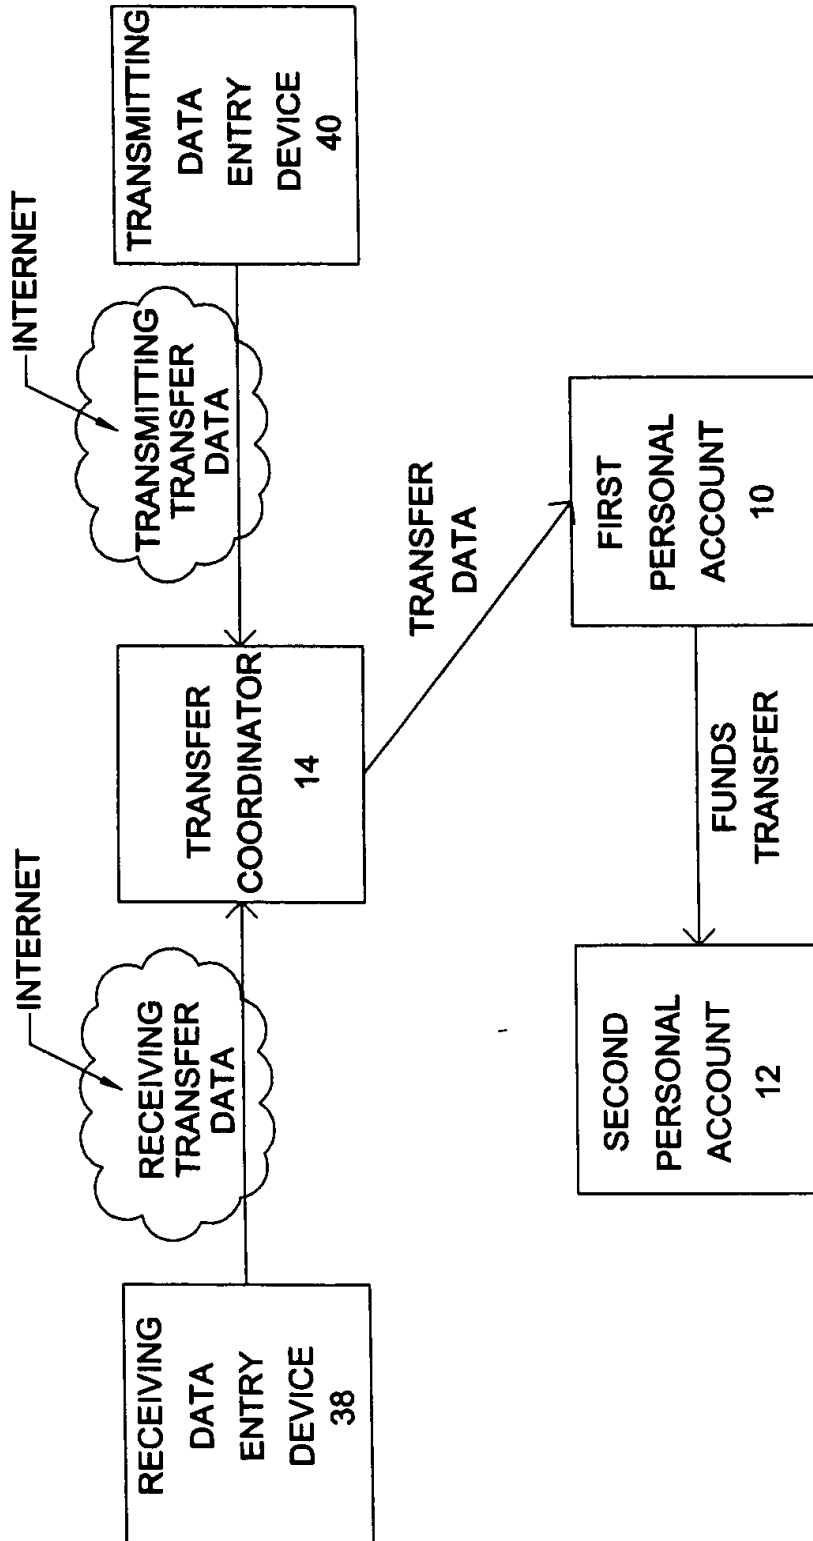 INTERNET
INTERNET
RECEIVING
DATA
ENTRY
DEVICE
38
RECEIVING
TRANSFER
DATA
TRANSFER
COORDINATOR
14
TRANSMITTING
TRANSFER
DATA
TRANSMITTING
DATA
ENTRY
DEVICE
40
TRANSFER
DATA
SECOND
PERSONAL
ACCOUNT
12
FUNDS
TRANSFER
FIRST
PERSONAL
ACCOUNT
10